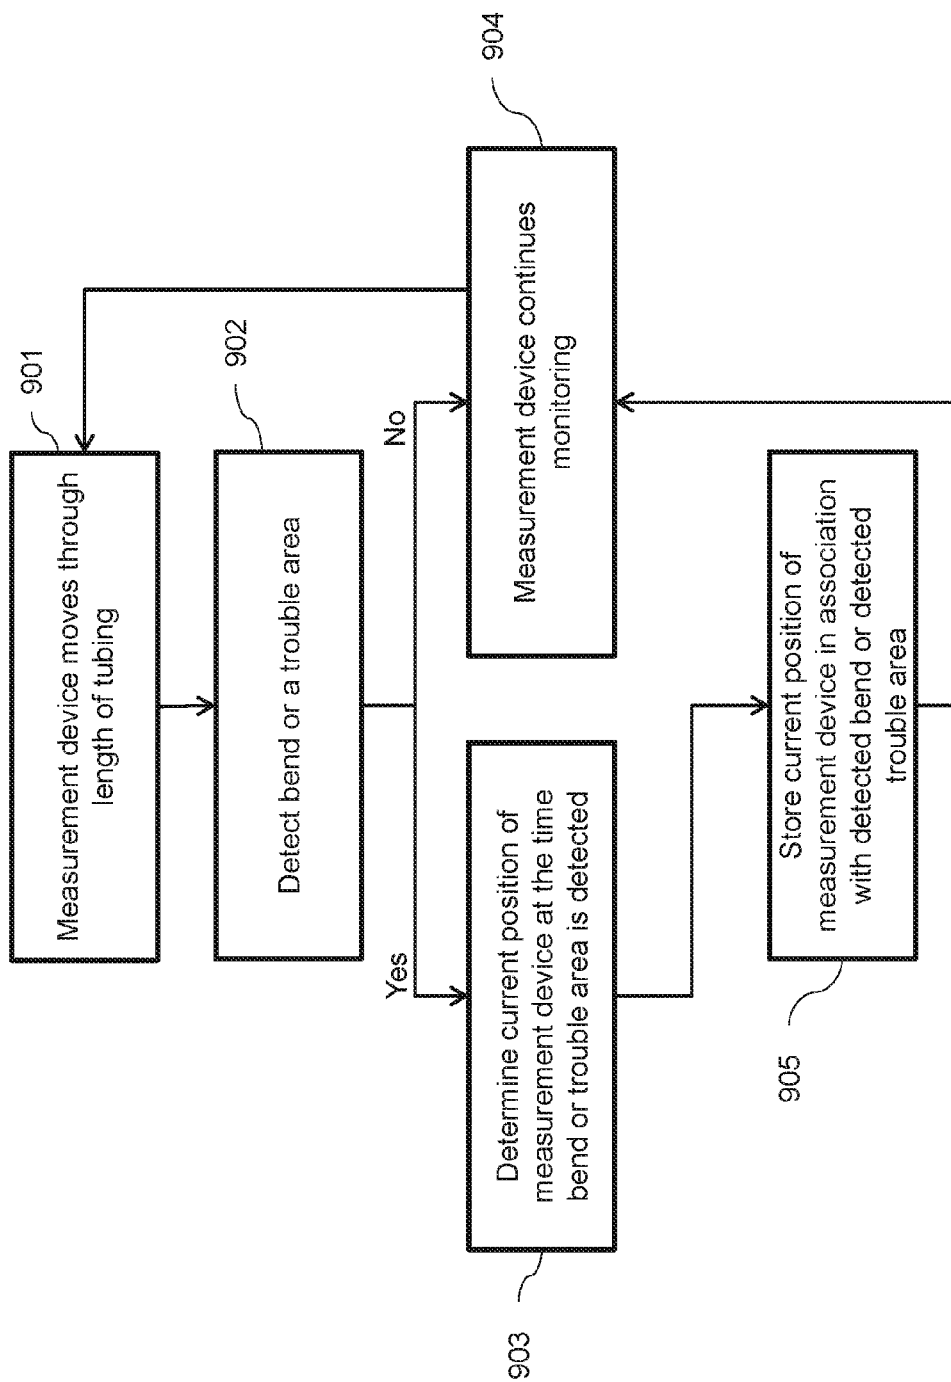 901
Measurement device moves through
length of tubing
902
Detect bend or a trouble area
Yes
No
903
Determine current position of
measurement device at the time
bend or trouble area is detected
904
Measurement device continues
monitoring
905
Store current position of
measurement device in association
with detected bend or detected
trouble area